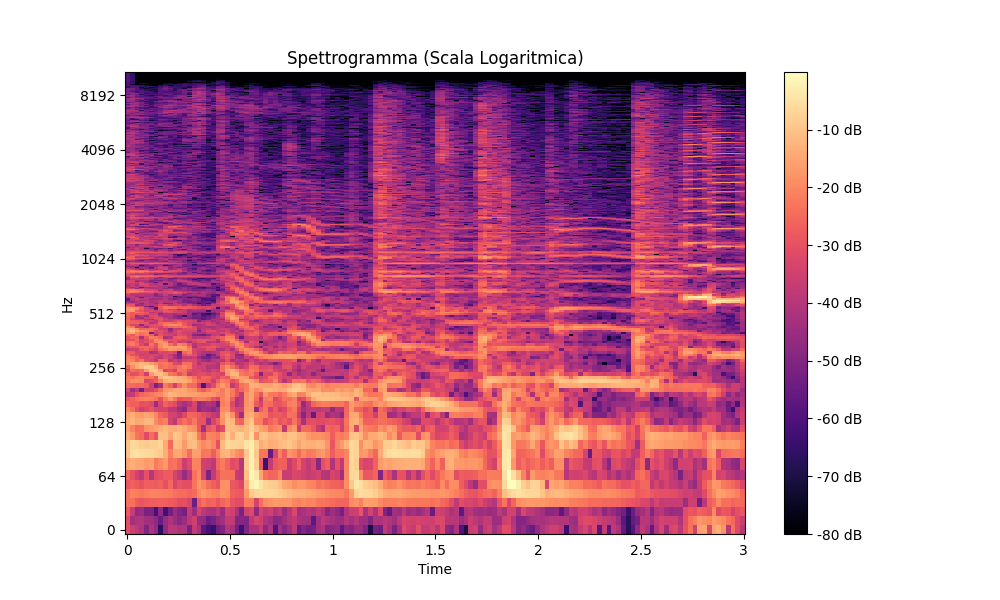 Spettrogramma (Scala Logaritmica)
8192
4096
2048
1024
512
256
128
64
0
Hz
0
0.5
1
1.5
2
2.5
3
Time
-10 dB
-20 dB
-30 dB
-40 dB
-50 dB
-60 dB
-70 dB
-80 dB